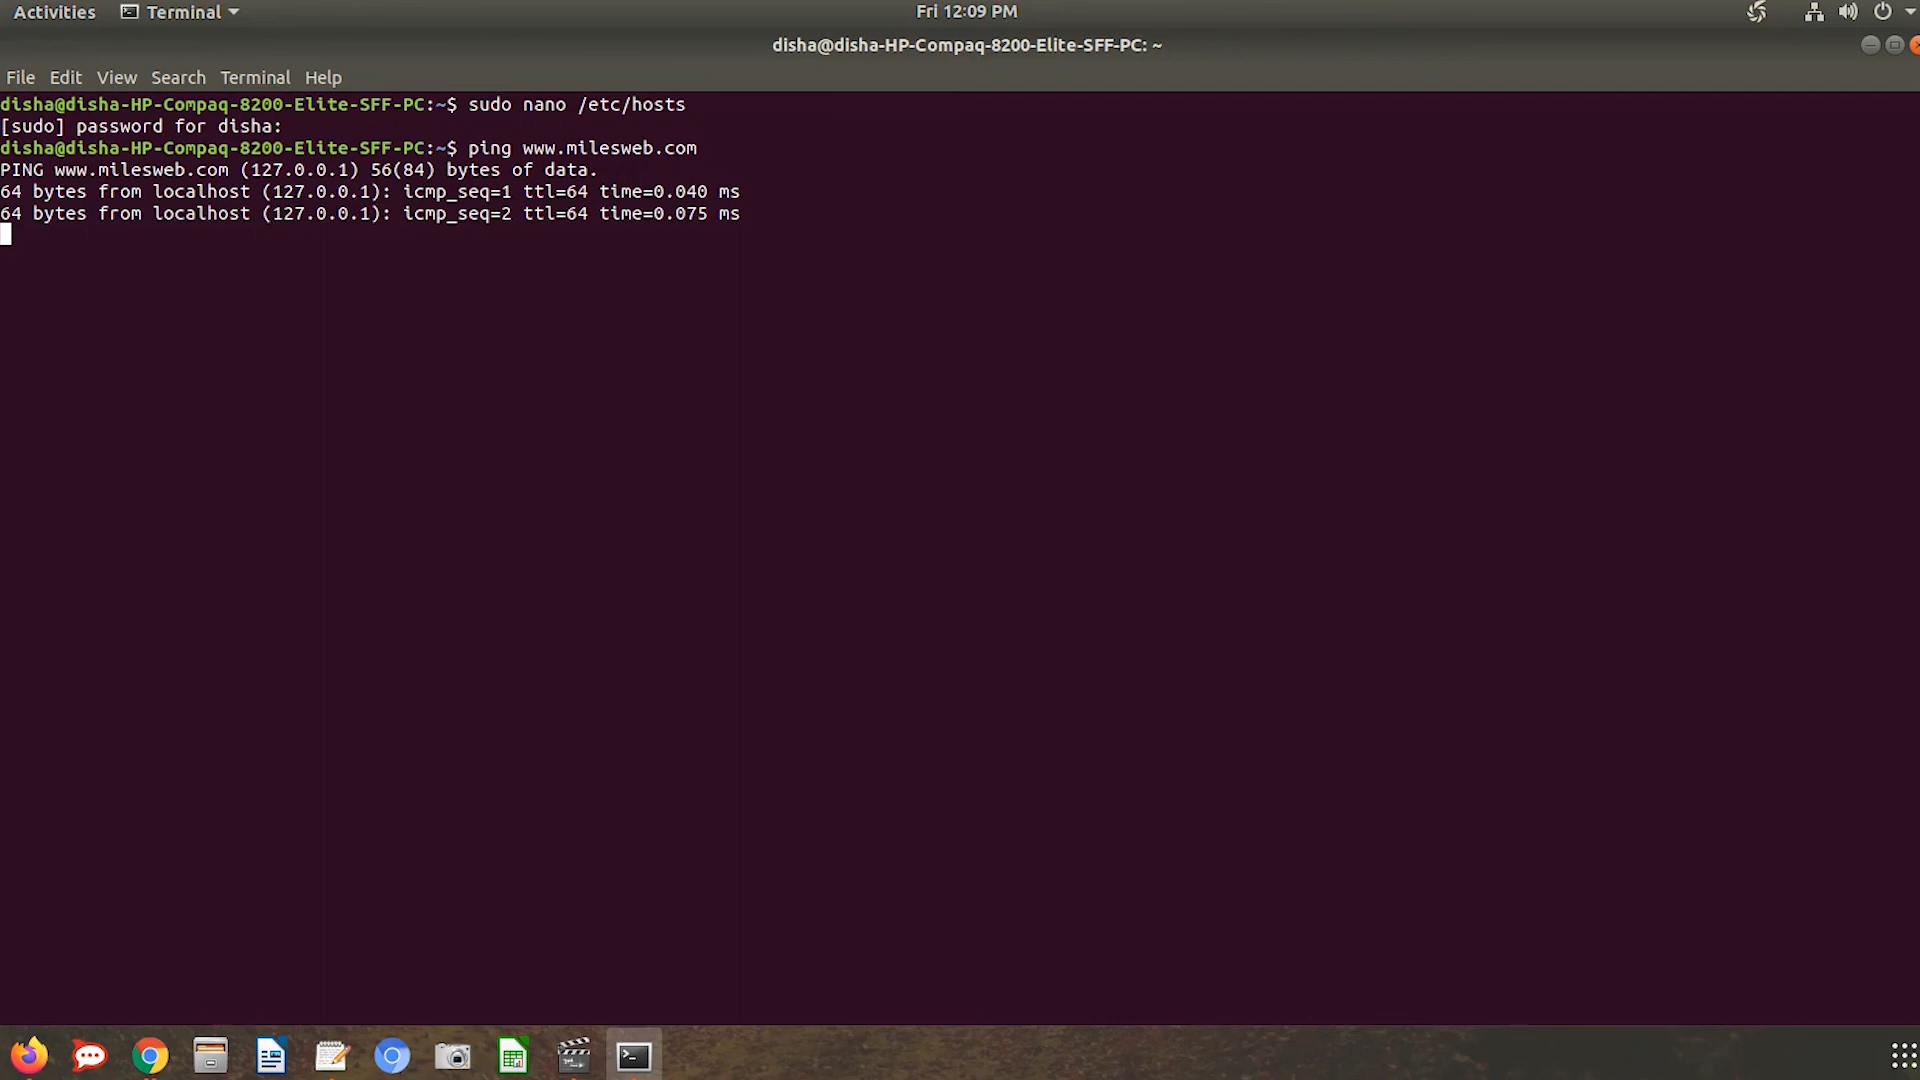 Activities Terminal Fri 12:09 PM
disha@disha-HP-Compaq-8200-Elite-SFF-PC: ~
File Edit View Search Terminal Help
disha@disha-HP-Compaq-8200-Elite-SFF-PC:~$ sudo nano /etc/hosts
[sudo] password for disha:
disha@disha-HP-Compaq-8200-Elite-SFF-PC:~$ ping www.milesweb.com
PING www.milesweb.com (127.0.0.1) 56(84) bytes of data.
64 bytes from localhost (127.0.0.1): icmp_seq=1 ttl=64 time=0.040 ms
64 bytes from localhost (127.0.0.1): icmp_seq=2 ttl=64 time=0.075 ms